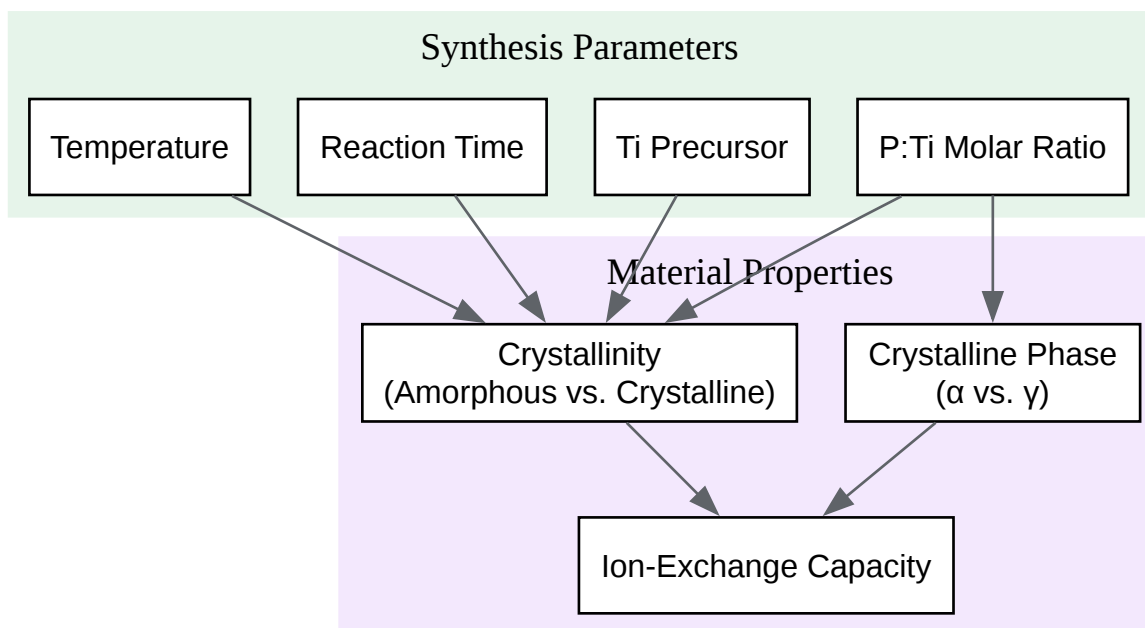 Synthesis Parameters
Temperature
Reaction Time
Ti Precursor
P:Ti Molar Ratio
Material Properties
Crystallinity
(Amorphous vs. Crystalline)
Crystalline Phase
(α vs. γ)
Ion-Exchange Capacity